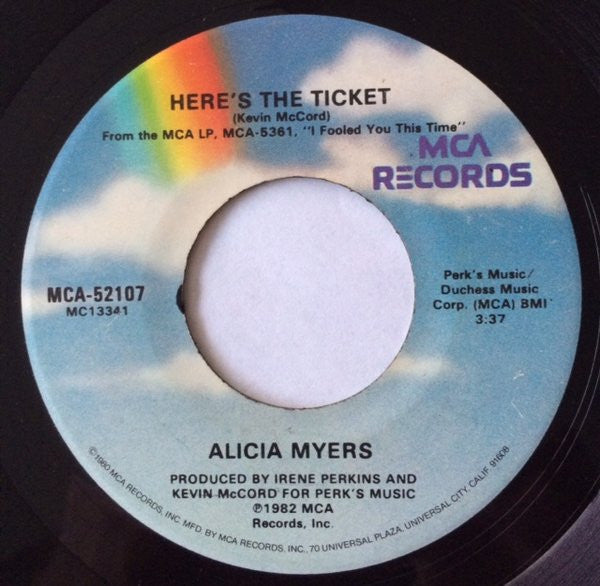 HERE'S THE TICKET
(Kevin McCord)
From the MCA LP, MCA-5361, "I Fooled You This Time"
MCA
RECORDS
MCA-52107
MC13341
Perk's Music/
Duchess Music
Corp. (MCA) BMI
3:37
ALICIA MYERS
PRODUCED BY IRENE PERKINS AND
KEVIN McCORD FOR PERK'S MUSIC
℗1982 MCA
Records, Inc.
©1980 MCA RECORDS, INC. MFD. BY MCA RECORDS, INC., 70 UNIVERSAL PLAZA, UNIVERSAL CITY, CALIF. 91608